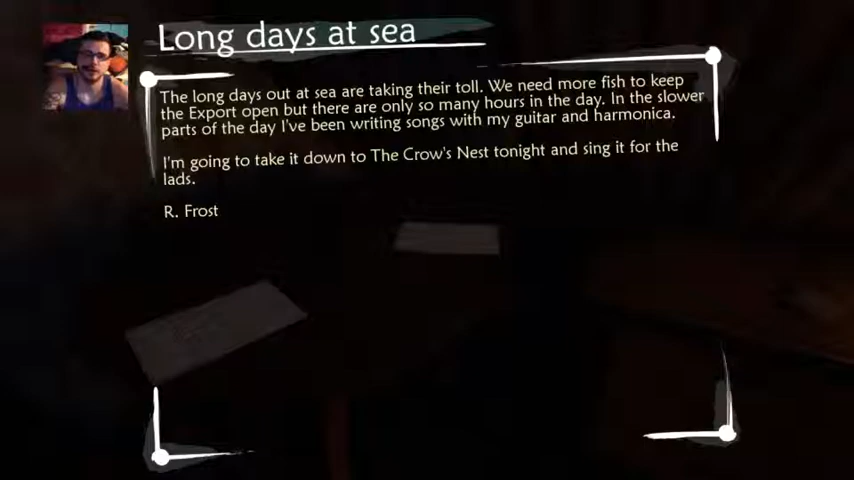 Long days at sea
The long days out at sea are taking their toll. We need more fish to keep
the Export open but there are only so many hours in the day. In the slower
parts of the day I've been writing songs with my guitar and harmonica.
I'm going to take it down to The Crow's Nest tonight and sing it for the
lads.
R. Frost